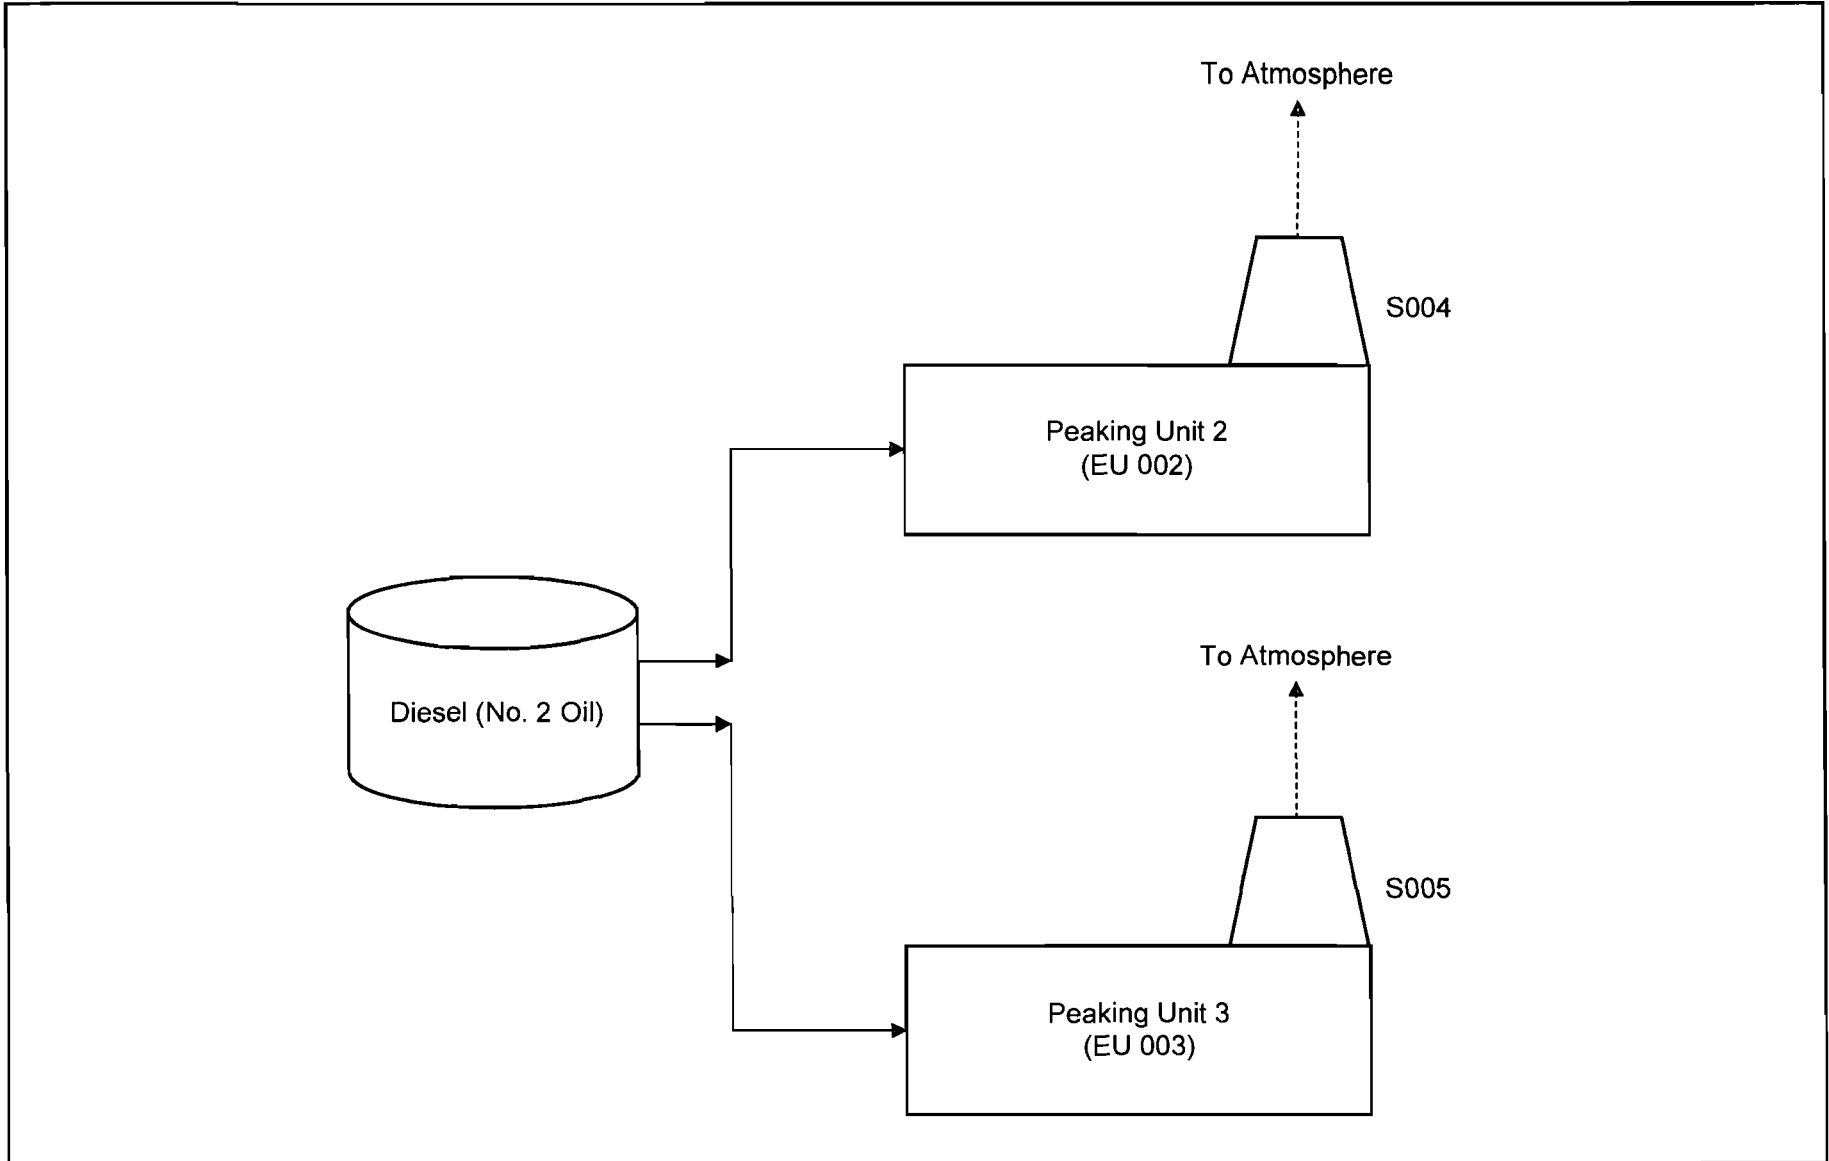 To Atmosphere
S004
Peaking Unit 2
(EU 002)
To Atmosphere
Diesel (No. 2 Oil)
S005
Peaking Unit 3
(EU 003)